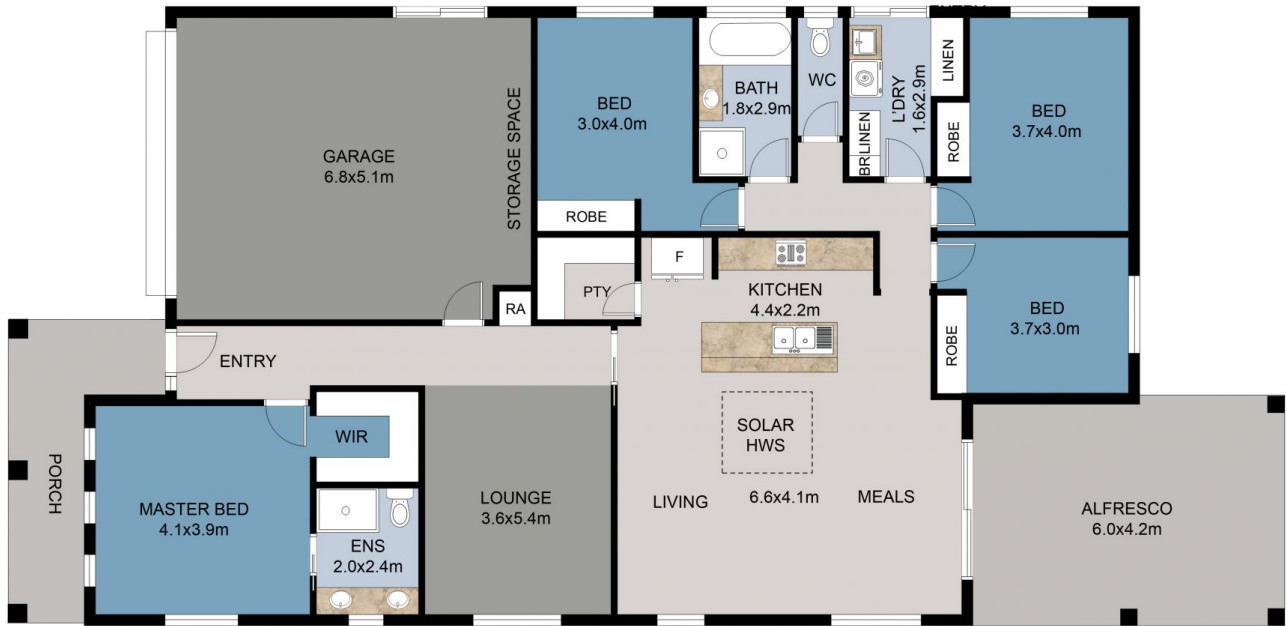 ENTRY
GARAGE
6.8x5.1m
STORAGE SPACE
BED
3.0x4.0m
ROBE
BATH
1.8x2.9m
WC
L'DRY
1.6x2.9m
BR
LINEN
LINEN
ROBE
BED
3.7x4.0m
F
PTY
RA
KITCHEN
4.4x2.2m
BED
3.7x3.0m
ROBE
ENTRY
PORCH
MASTER BED
4.1x3.9m
WIR
ENS
2.0x2.4m
LOUNGE
3.6x5.4m
SOLAR
HWS
LIVING
6.6x4.1m
MEALS
ALFRESCO
6.0x4.2m